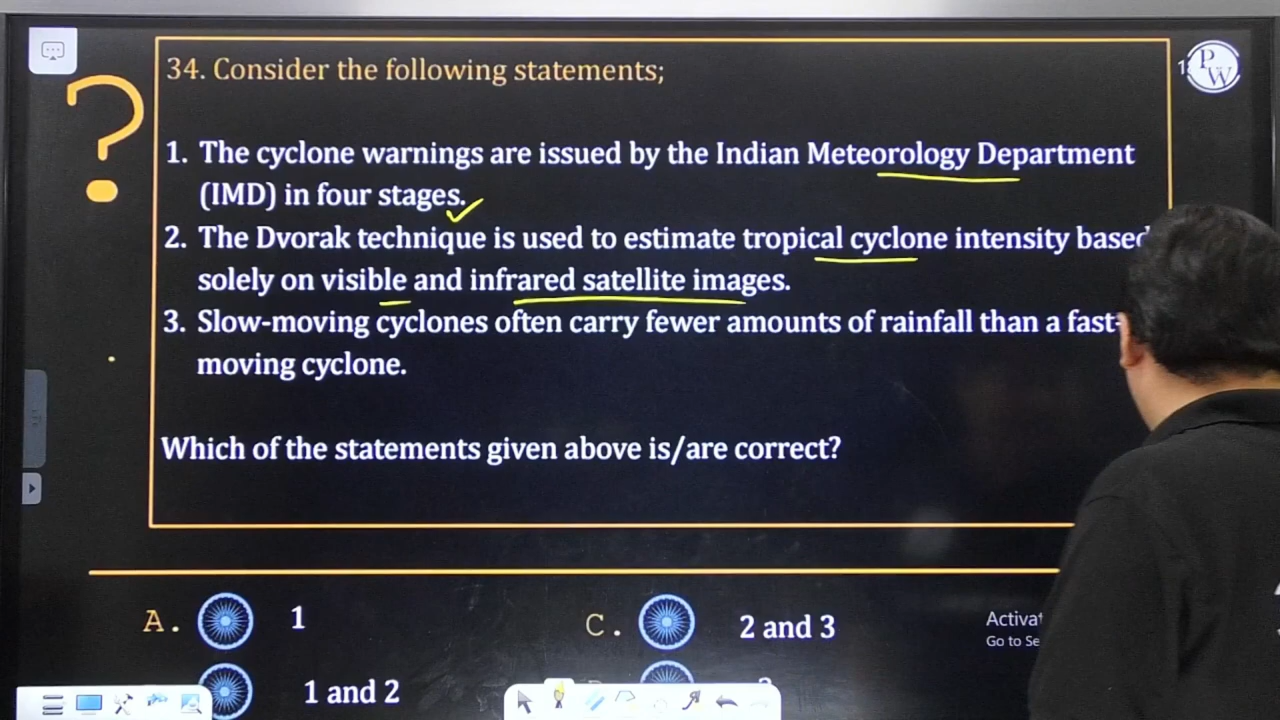 34. Consider the following statements;
PW
1. The cyclone warnings are issued by the Indian Meteorology Department
(IMD) in four stages.
2. The Dvorak technique is used to estimate tropical cyclone intensity based
solely on visible and infrared satellite images.
3. Slow-moving cyclones often carry fewer amounts of rainfall than a fast-
moving cyclone.
Which of the statements given above is/are correct?
A. 1
C. 2 and 3
1 and 2
Go to